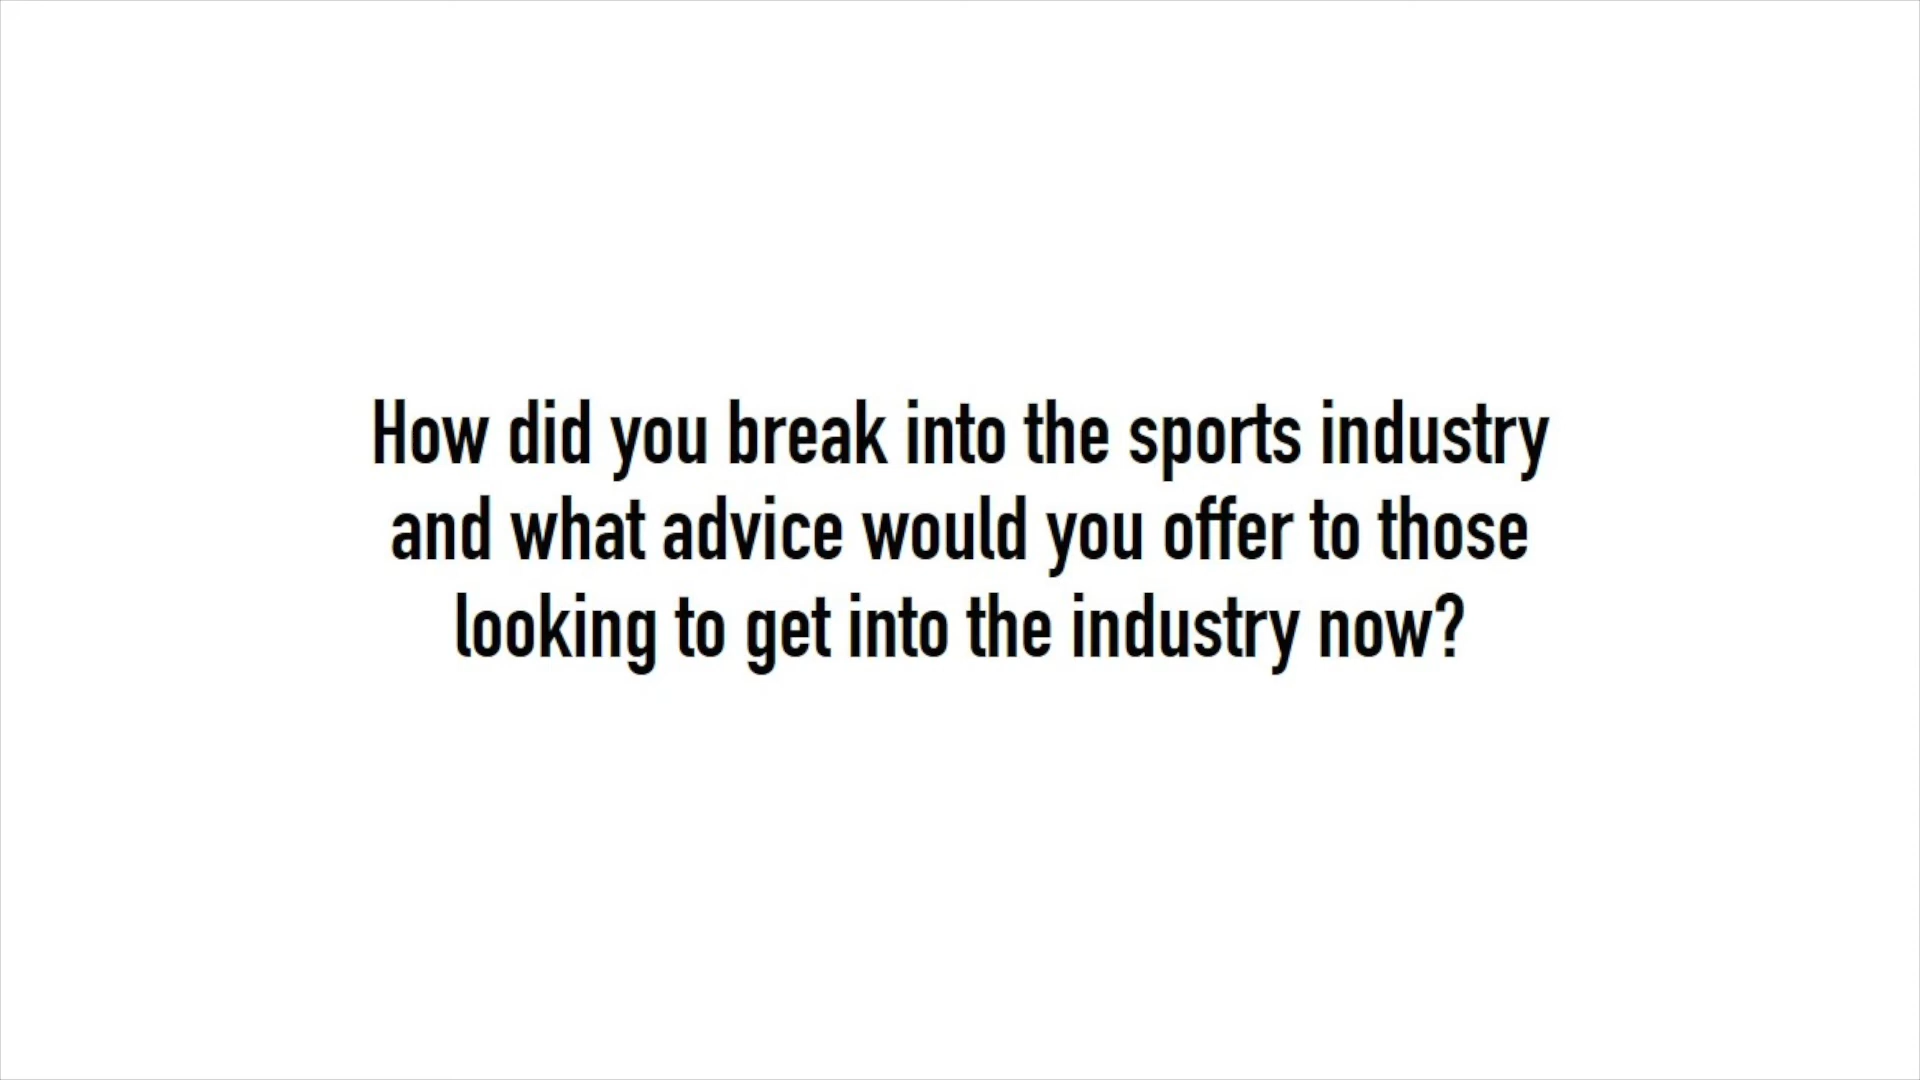 How did you break into the sports industry
and what advice would you offer to those
looking to get into the industry now?